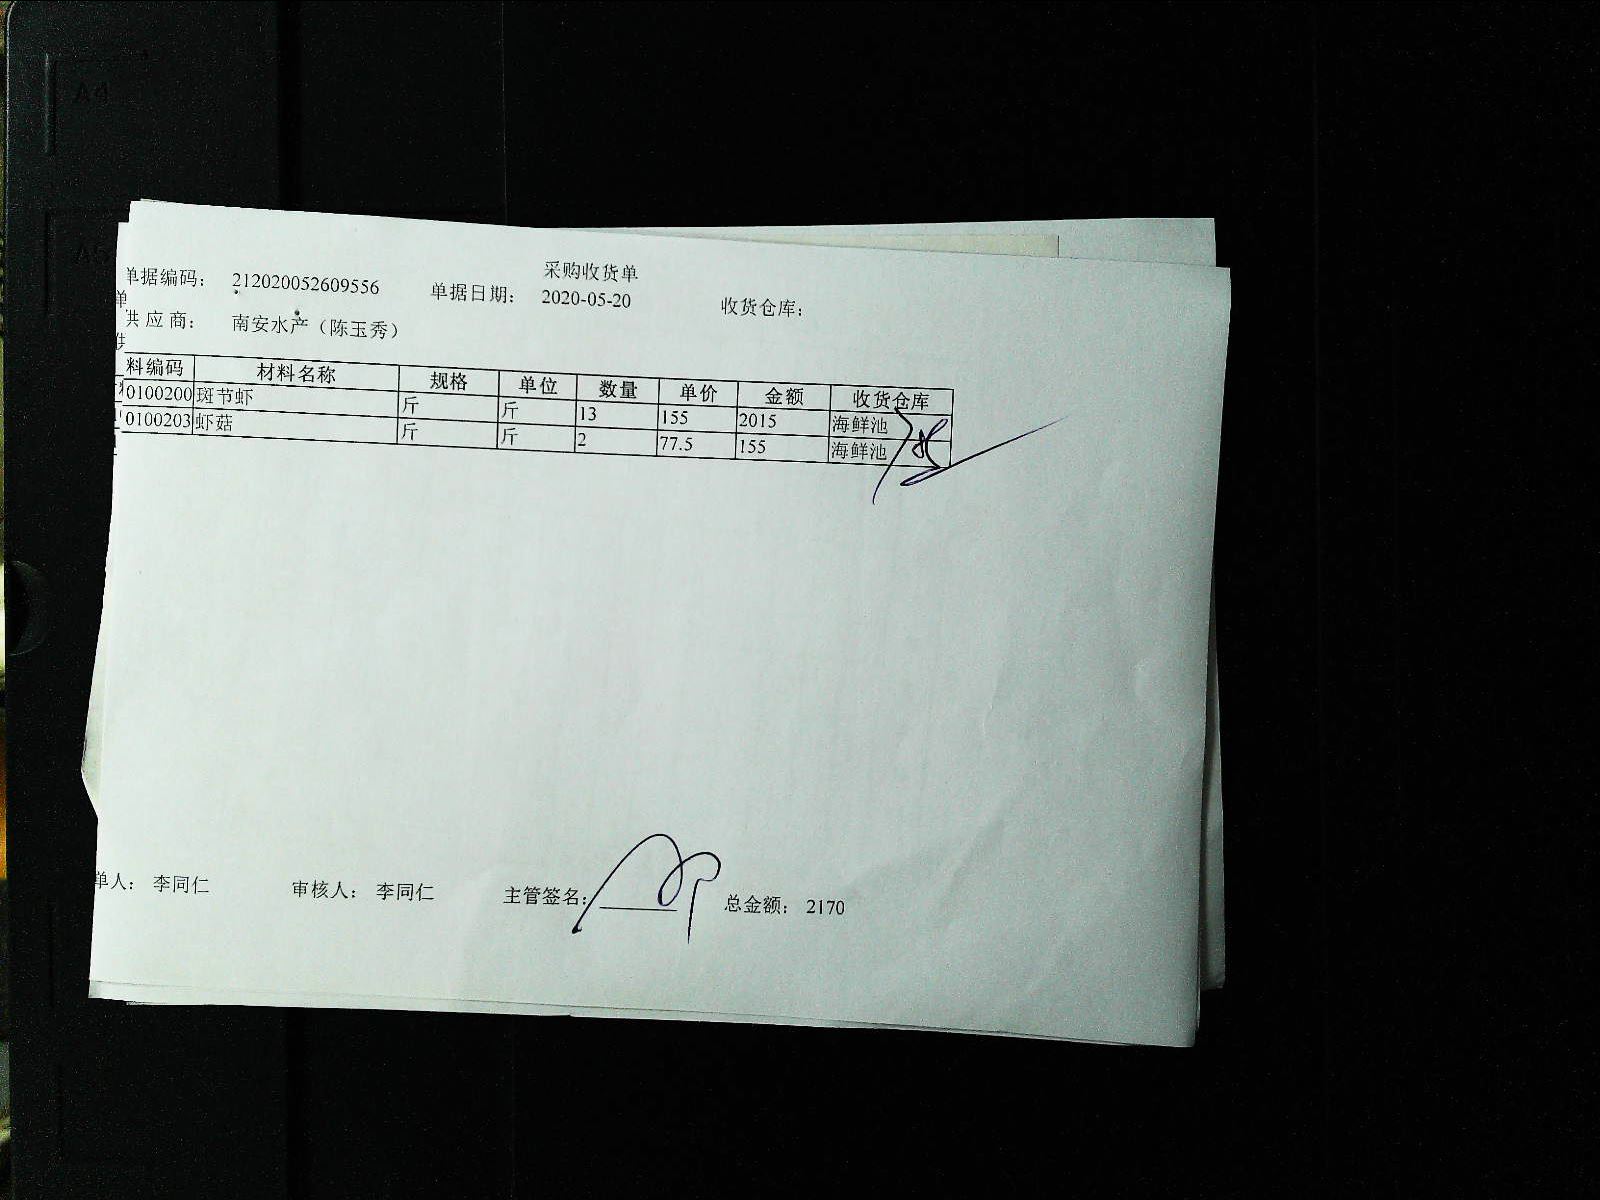 采购收货单
单据编码： 212020052609556 单据日期： 2020-05-20 收货仓库：
供应商： 南安水产（陈玉秀）
料编码 材料名称 规格 单位 数量 单价 金额 收货仓库
0100200 斑节虾 斤 斤 13 155 2015 海鲜池
0100203 虾菇 斤 斤 2 77.5 155 海鲜池
单人： 李同仁 审核人： 李同仁 主管签名： 总金额： 2170
A4
A5